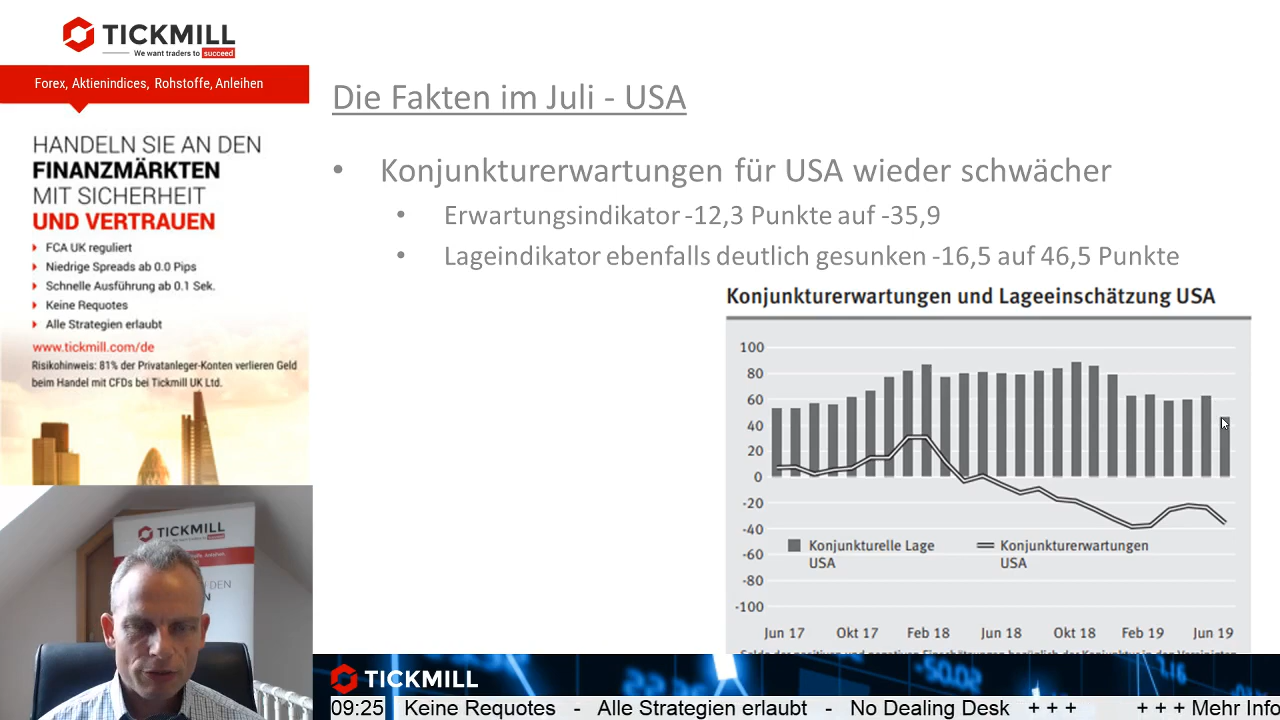 TICKMILL
We want traders to succeed
Forex, Aktienindices, Rohstoffe, Anleihen
HANDELN SIE AN DEN
FINANZMÄRKTEN
MIT SICHERHEIT
UND VERTRAUEN
FCA UK reguliert
Niedrige Spreads ab 0.0 Pips
Schnelle Ausführung ab 0.1 Sek.
Keine Requotes
Alle Strategien erlaubt
www.tickmill.com/de
Risikohinweis: 81% der Privatanleger-Konten verlieren Geld
beim Handel mit CFDs bei Tickmill UK Ltd.
TICKMILL
Die Fakten im Juli - USA
• Konjunkturerwartungen für USA wieder schwächer
• Erwartungsindikator -12,3 Punkte auf -35,9
• Lageindikator ebenfalls deutlich gesunken -16,5 auf 46,5 Punkte
Konjunkturerwartungen und Lageeinschätzung USA
100
80
60
40
20
0
-20
-40
-60
-80
-100
Konjunkturelle Lage
USA
Konjunkturerwartungen
USA
Jun 17 Okt 17 Feb 18 Jun 18 Okt 18 Feb 19 Jun 19
TICKMILL
09:25 Keine Requotes - Alle Strategien erlaubt - No Dealing Desk + + + + + + Mehr Info